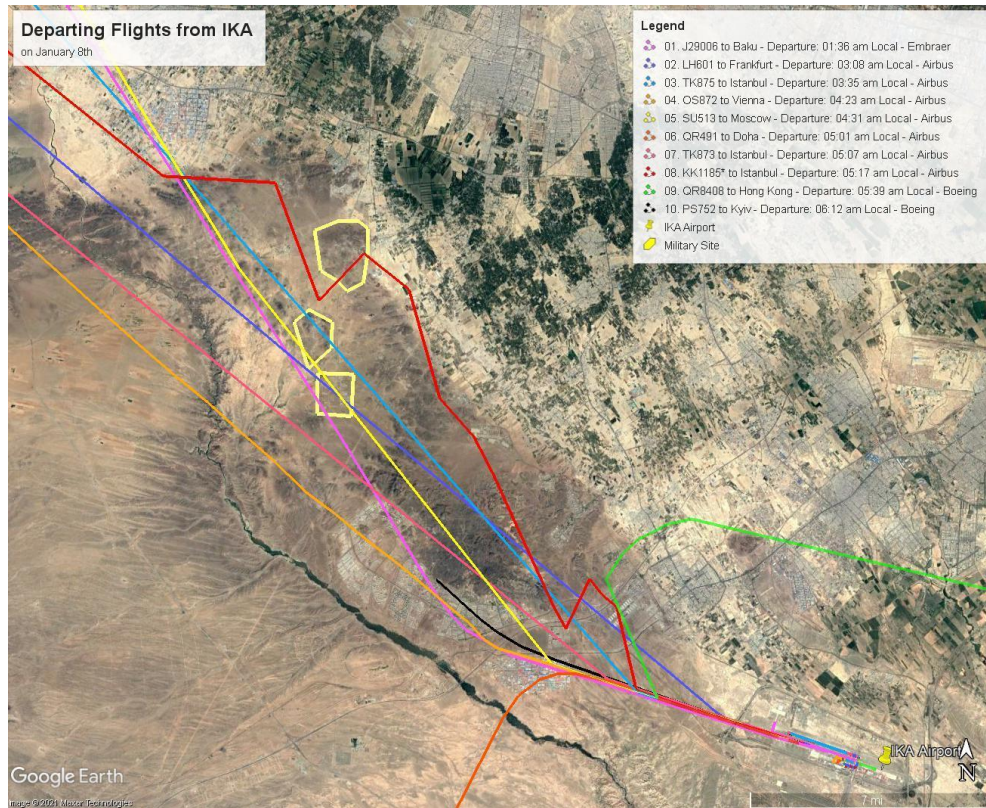 Departing Flights from IKA
on January 8th
Legend
01. J29006 to Baku - Departure: 01:36 am Local - Embraer
02. LH601 to Frankfurt - Departure: 03:08 am Local - Airbus
03. TK875 to Istanbul - Departure: 03:35 am Local - Airbus
04. OS872 to Vienna - Departure: 04:23 am Local - Airbus
05. SU513 to Moscow - Departure: 04:31 am Local - Airbus
06. QR491 to Doha - Departure: 05:01 am Local - Airbus
07. TK873 to Istanbul - Departure: 05:07 am Local - Airbus
08. KK1185* to Istanbul - Departure: 05:17 am Local - Airbus
09. QR8408 to Hong Kong - Departure: 05:39 am Local - Boeing
10. PS752 to Kyiv - Departure: 06:12 am Local - Boeing
IKA Airport
Military Site
IKA Airport
N
Google Earth
Image © 2021 Maxar Technologies
7 mi